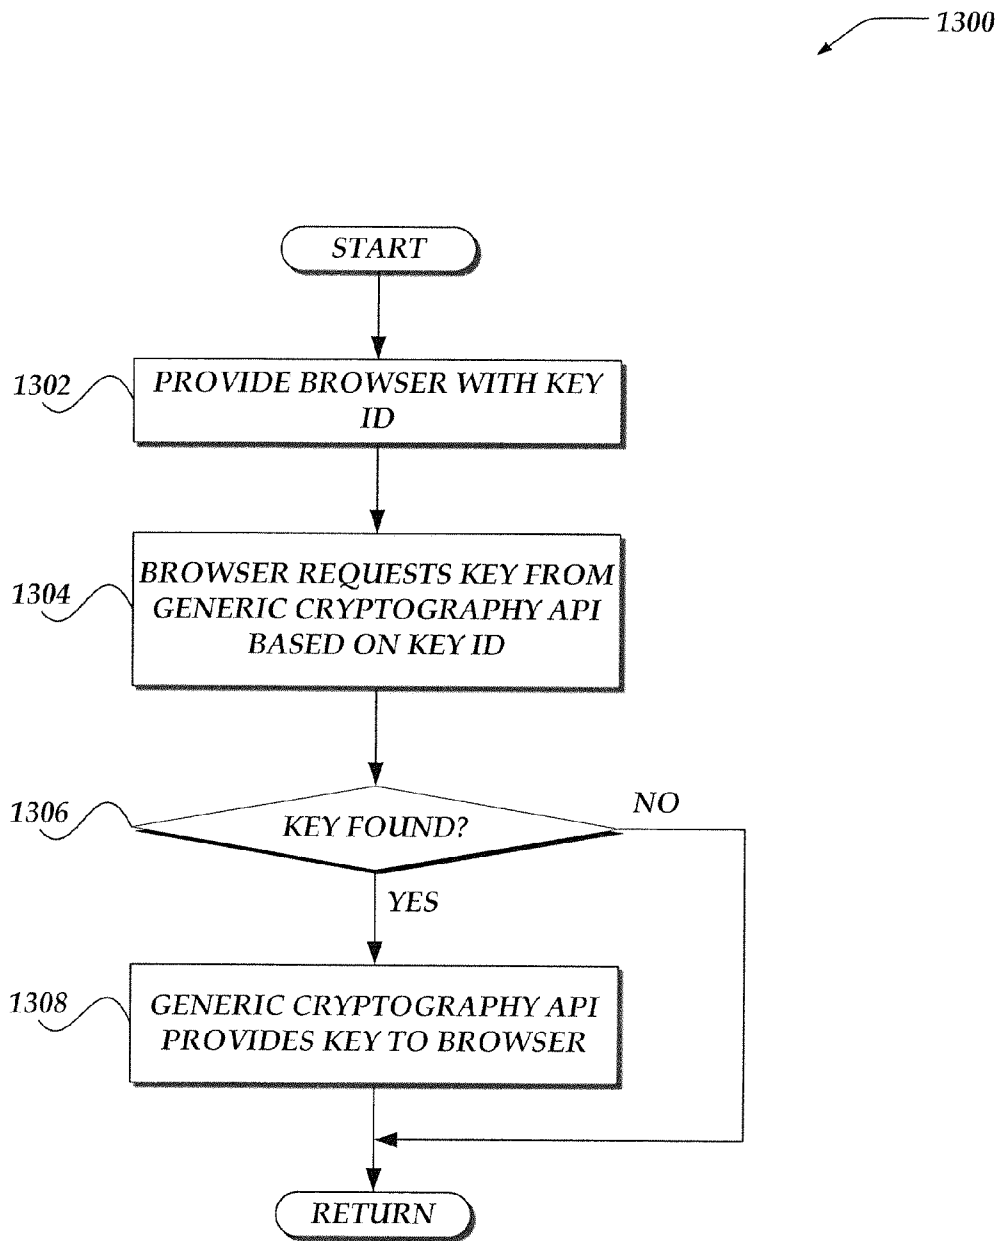 1300
START
1302
PROVIDE BROWSER WITH KEY
ID
1304
BROWSER REQUESTS KEY FROM
GENERIC CRYPTOGRAPHY API
BASED ON KEY ID
1306
KEY FOUND?
NO
YES
1308
GENERIC CRYPTOGRAPHY API
PROVIDES KEY TO BROWSER
RETURN